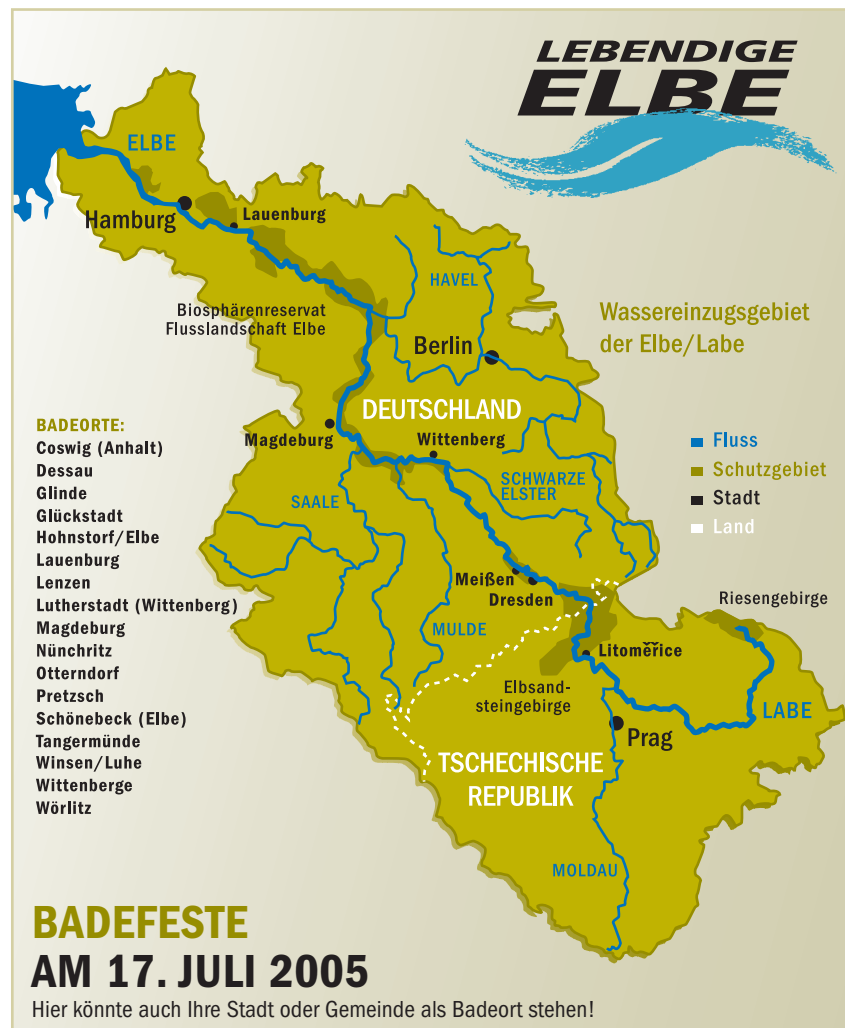 LEBENDIGE
ELBE
ELBE
Hamburg
Lauenburg
HAVEL
Biosphärenreservat
Flusslandschaft Elbe
Berlin
Wassereinzugsgebiet
der Elbe/Labe
DEUTSCHLAND
Magdeburg
Wittenberg
SCHWARZE
ELSTER
SAALE
Fluss
Schutzgebiet
Stadt
Land
BADEORTE:
Coswig (Anhalt)
Dessau
Glinde
Glückstadt
Hohnstorf/Elbe
Lauenburg
Lenzen
Lutherstadt (Wittenberg)
Magdeburg
Nünchritz
Otterndorf
Pretzsch
Schönebeck (Elbe)
Tangermünde
Winsen/Luhe
Wittenberge
Wörlitz
Meißen
Dresden
MULDE
Riesengebirge
Litoměřice
Elbsand-
steingebirge
LABE
Prag
TSCHECHISCHE
REPUBLIK
MOLDAU
BADEFESTE
AM 17. JULI 2005
Hier könnte auch Ihre Stadt oder Gemeinde als Badeort stehen!